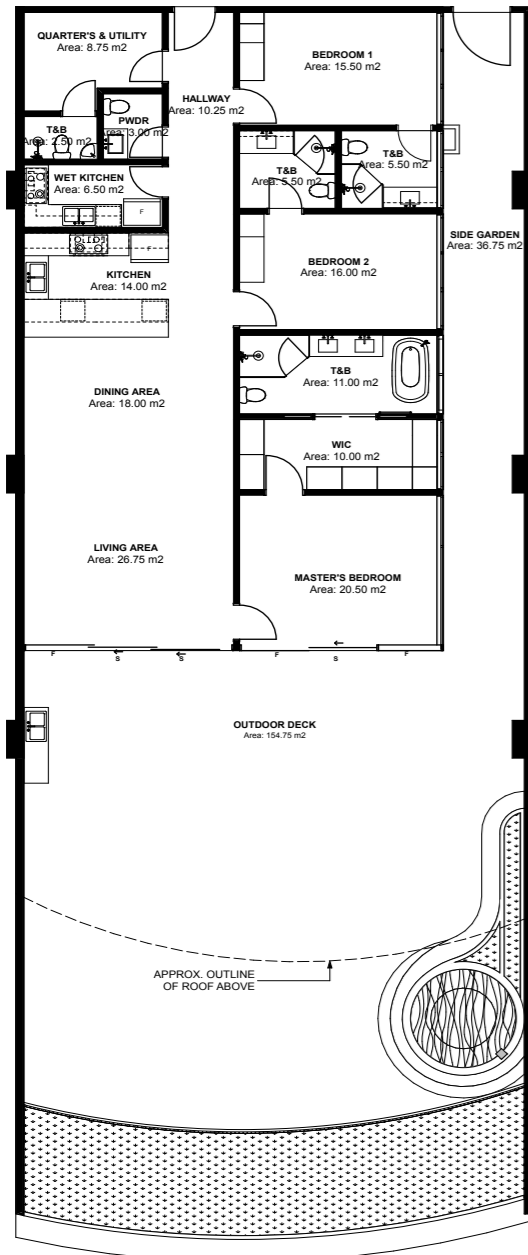 QUARTER'S & UTILITY
Area: 8.75 m2
BEDROOM 1
Area: 15.50 m2
HALLWAY
Area: 10.25 m2
PWDR
Area: 3.00 m2
T&B
Area: 2.50 m2
T&B
Area: 5.50 m2
T&B
Area: 5.50 m2
WET KITCHEN
Area: 6.50 m2
F
SIDE GARDEN
Area: 36.75 m2
F
KITCHEN
Area: 14.00 m2
BEDROOM 2
Area: 16.00 m2
T&B
Area: 11.00 m2
DINING AREA
Area: 18.00 m2
WIC
Area: 10.00 m2
LIVING AREA
Area: 26.75 m2
MASTER'S BEDROOM
Area: 20.50 m2
F
S
S
F
S
F
OUTDOOR DECK
Area: 154.75 m2
APPROX. OUTLINE
OF ROOF ABOVE